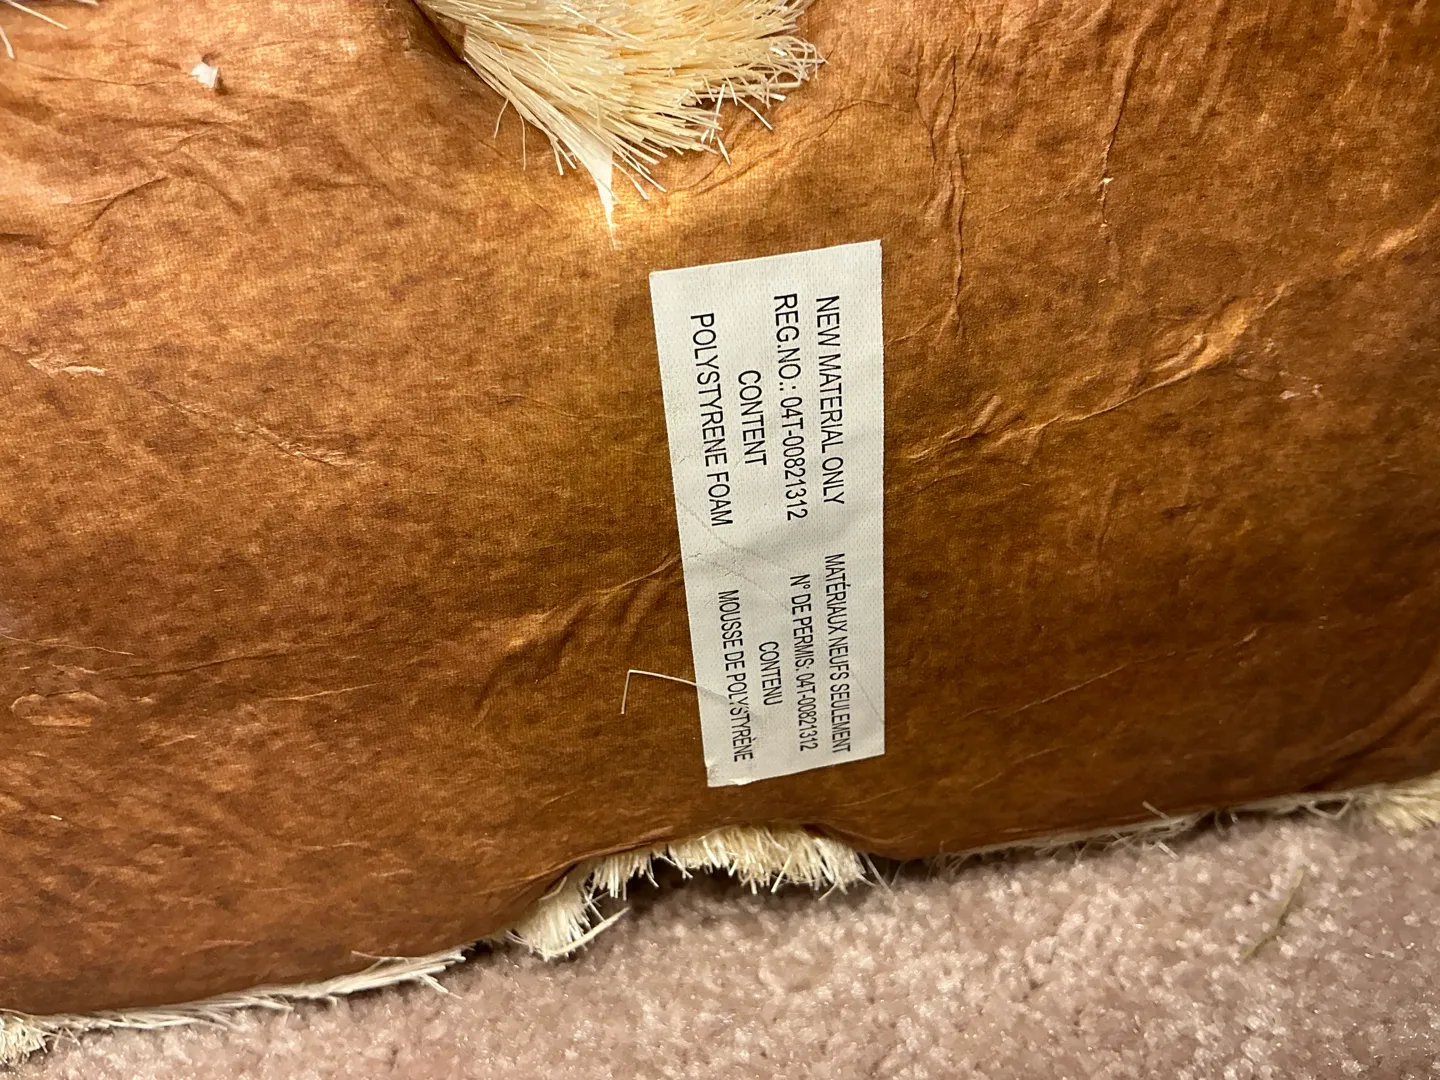 NEW MATERIAL ONLY
REG.NO.: 04T-00821312
CONTENT
POLYSTYRENE FOAM
MATÉRIAUX NEUFS SEULEMENT
N° DE PERMIS: 04T-00821312
CONTENU
MOUSSE DE POLYSTYRÈNE